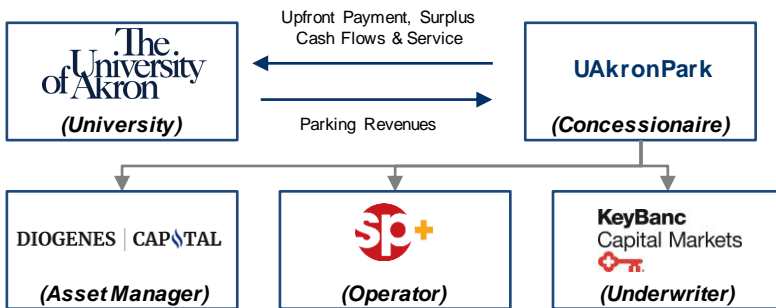 The
University
of Akron
(University)
Upfront Payment, Surplus
Cash Flows & Service
Parking Revenues
UAkronPark
(Concessionaire)
DIOGENES | CAPITAL
(Asset Manager)
sp+
(Operator)
KeyBanc
Capital Markets
(Underwriter)